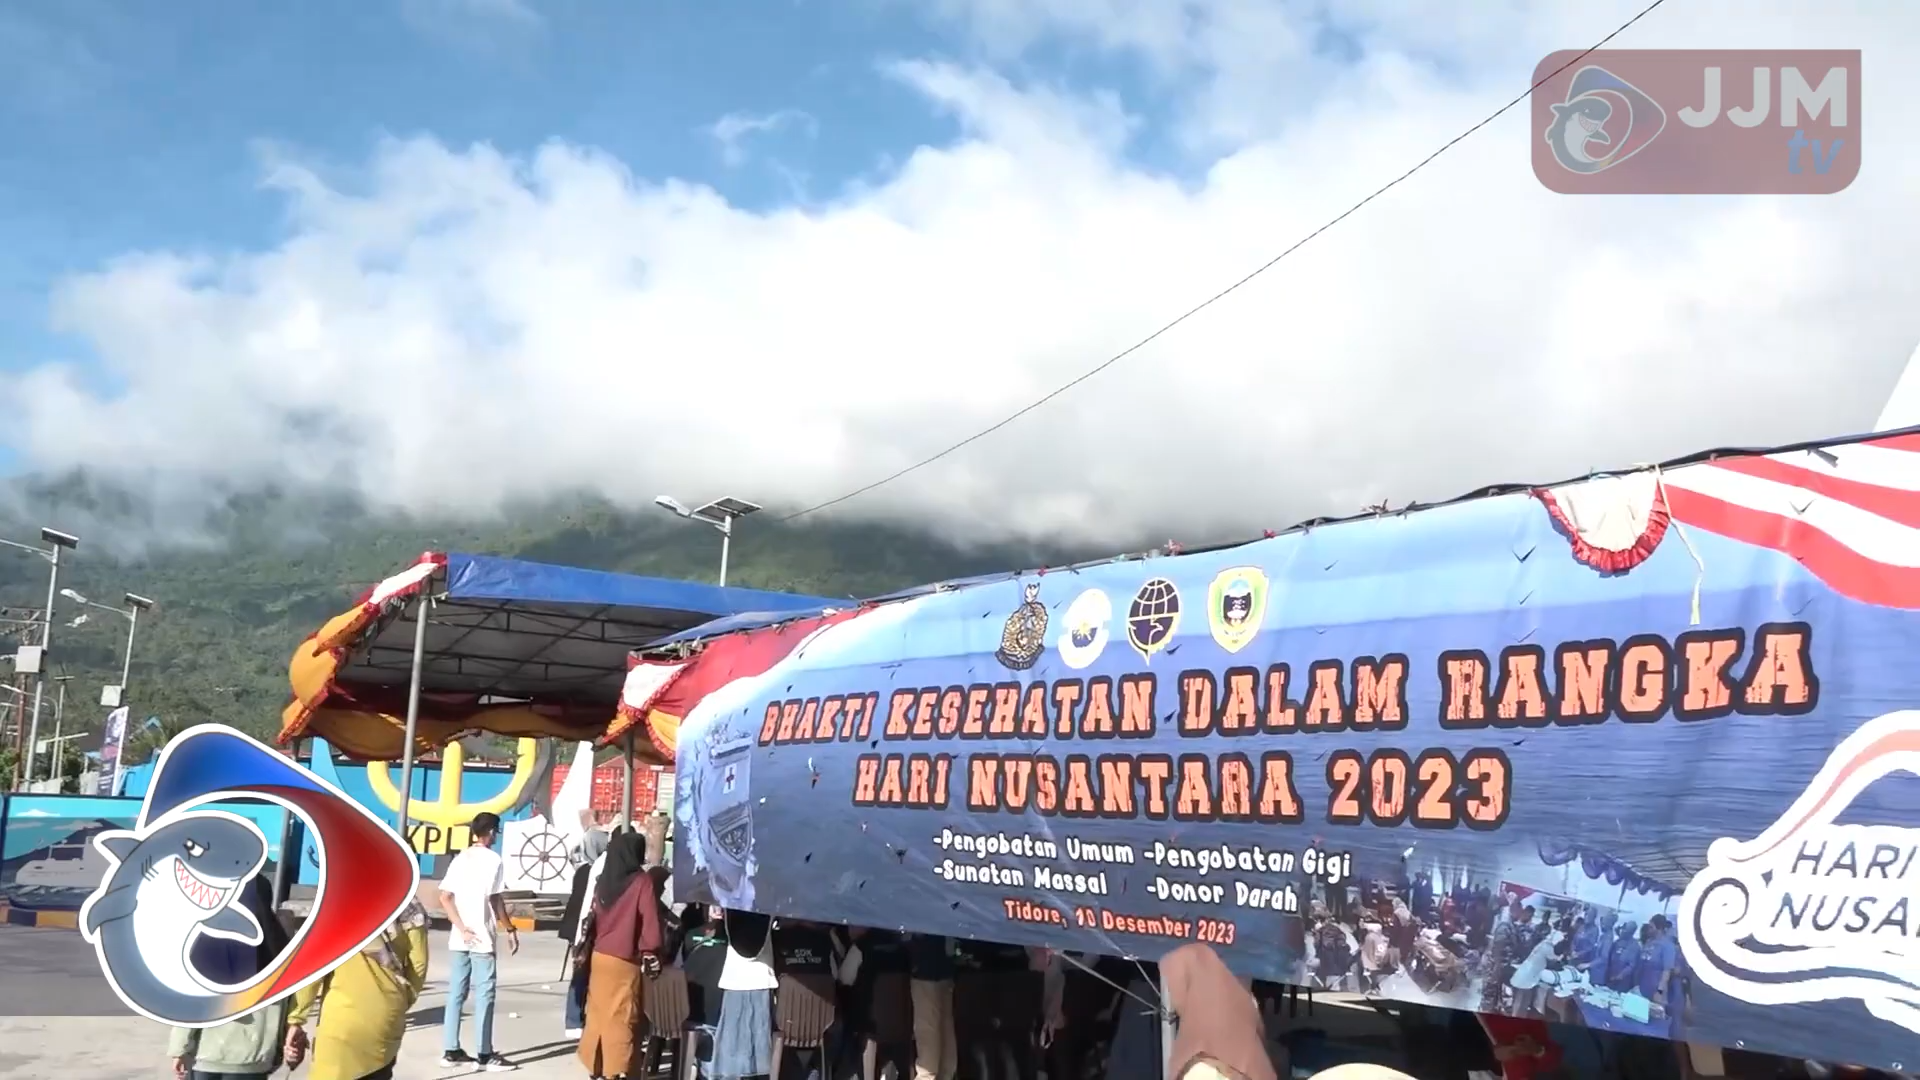 JJM
tv
BHAKTI KESEHATAN DALAM RANGKA
HARI NUSANTARA 2023
-Pengobatan Umum -Pengobatan Gigi
-Sunatan Massal -Donor Darah
Tidore, 10 Desember 2023
HARI
NUSA
KPL